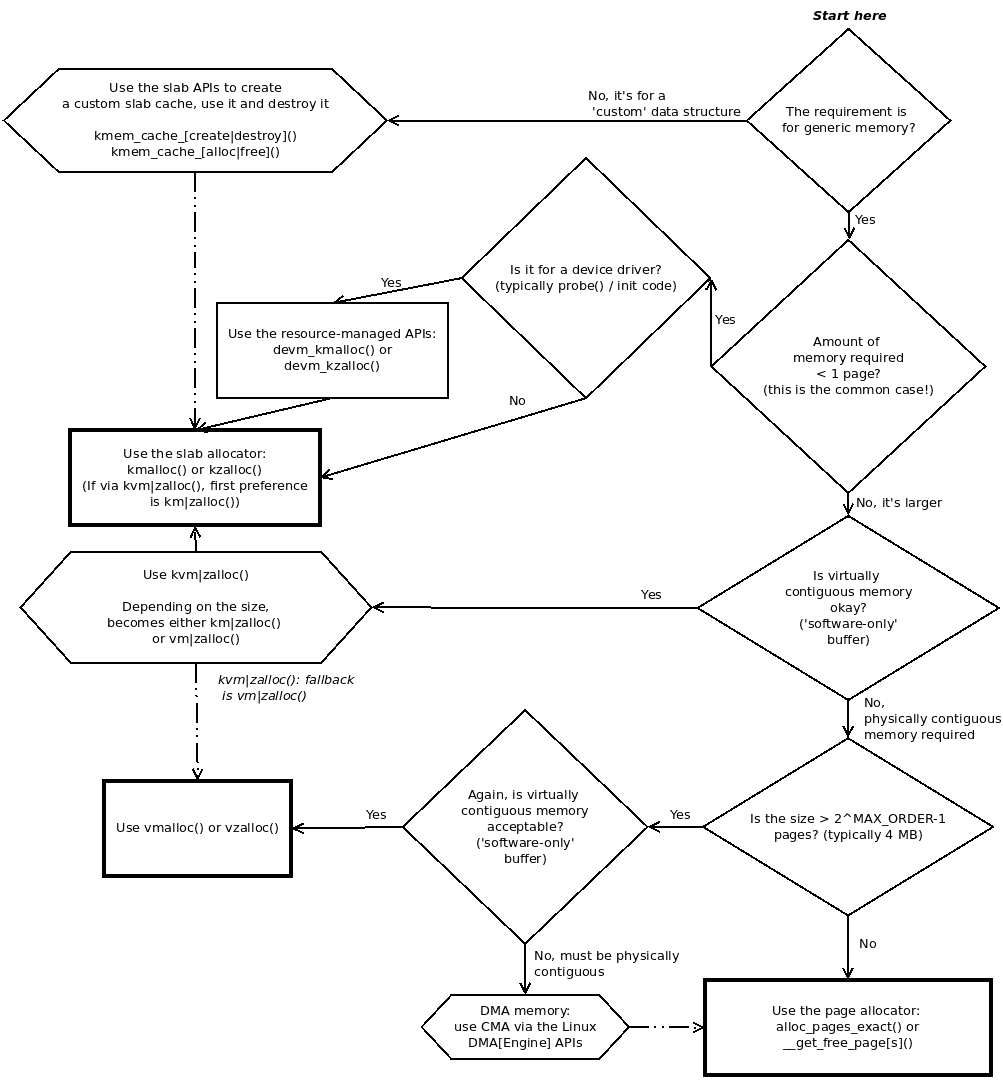 Start here
The requirement is
for generic memory?
No, it's for a
'custom' data structure
Use the slab APIs to create
a custom slab cache, use it and destroy it
kmem_cache_[create|destroy]()
kmem_cache_[alloc|free]()
Yes
Is it for a device driver?
(typically probe() / init code)
Yes
Use the resource-managed APIs:
devm_kmalloc() or
devm_kzalloc()
Yes
Amount of
memory required
< 1 page?
(this is the common case!)
No
Use the slab allocator:
kmalloc() or kzalloc()
(If via kvm|zalloc(), first preference
is km|zalloc())
No, it's larger
Is virtually
contiguous memory
okay?
('software-only'
buffer)
Yes
Use kvm|zalloc()
Depending on the size,
becomes either km|zalloc()
or vm|zalloc()
kvm|zalloc(): fallback
is vm|zalloc()
No,
physically contiguous
memory required
Is the size > 2^MAX_ORDER-1
pages? (typically 4 MB)
Yes
Again, is virtually
contiguous memory
acceptable?
('software-only'
buffer)
Yes
Use vmalloc() or vzalloc()
No, must be physically
contiguous
No
DMA memory:
use CMA via the Linux
DMA[Engine] APIs
Use the page allocator:
alloc_pages_exact() or
__get_free_page[s]()